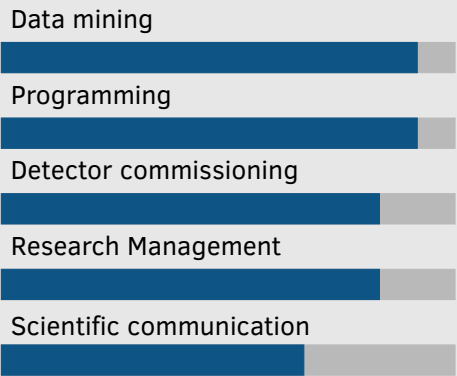 Data mining
Programming
Detector commissioning
Research Management
Scientific communication